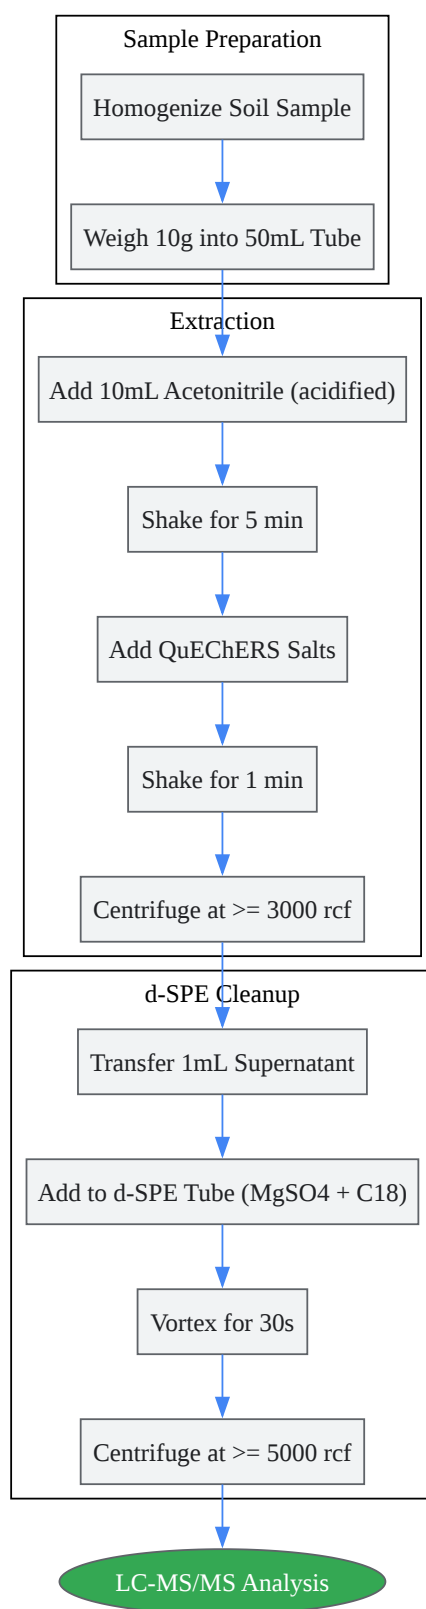 Sample Preparation
Homogenize Soil Sample
Weigh 10g into 50mL Tube
Extraction
Add 10mL Acetonitrile (acidified)
Shake for 5 min
Add QuEChERS Salts
Shake for 1 min
Centrifuge at >= 3000 rcf
d-SPE Cleanup
Transfer 1mL Supernatant
Add to d-SPE Tube (MgSO4 + C18)
Vortex for 30s
Centrifuge at >= 5000 rcf
LC-MS/MS Analysis